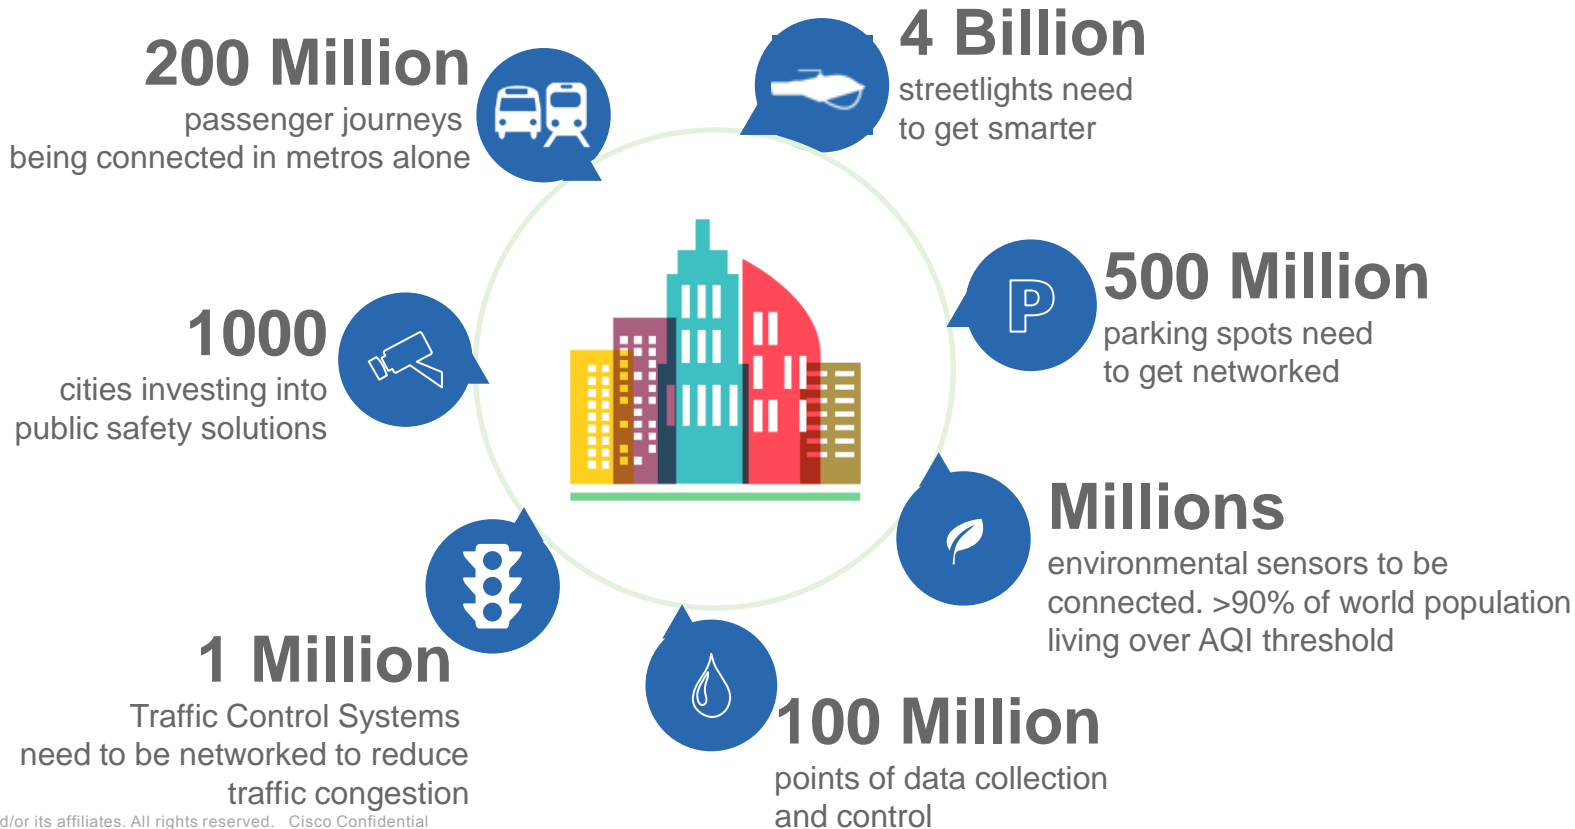 200 Million
passenger journeys
being connected in metros alone
4 Billion
streetlights need
to get smarter
P
500 Million
parking spots need
to get networked
1000
cities investing into
public safety solutions
Millions
environmental sensors to be
connected. >90% of world population
living over AQI threshold
1 Million
Traffic Control Systems
need to be networked to reduce
traffic congestion
100 Million
points of data collection
and control
d/or its affiliates. All rights reserved. Cisco Confidential